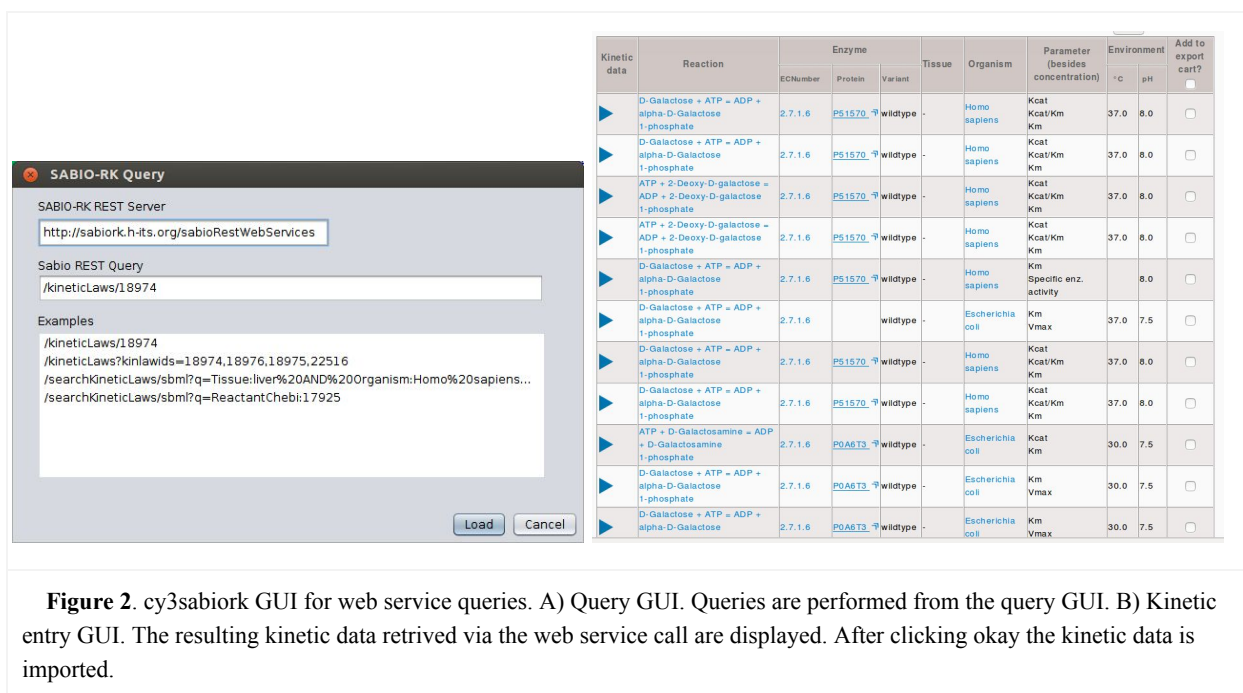 SABIO-RK Query
SABIO-RK REST Server
http://sabiork.h-its.org/sabioRestWebServices
Sabio REST Query
/kineticLaws/18974
Examples
/kineticLaws/18974
/kineticLaws?kinlawids=18974,18976,18975,22516
/searchKineticLaws/sbml?q=Tissue:liver%20AND%20Organism:Homo%20sapiens...
/searchKineticLaws/sbml?q=ReactantChebi:17925
Load Cancel
Kinetic data Reaction Enzyme Tissue Organism Parameter (besides concentration) Environment Add to export cart?
ECNumber Protein Variant °C pH
D-Galactose + ATP = ADP +
alpha-D-Galactose
1-phosphate
2.7.1.6 P51570 wildtype -
Homo
sapiens
Kcat
Kcat/Km
Km
37.0 8.0
D-Galactose + ATP = ADP +
alpha-D-Galactose
1-phosphate
2.7.1.6 P51570 wildtype -
Homo
sapiens
Kcat
Kcat/Km
Km
37.0 8.0
ATP + 2-Deoxy-D-galactose =
ADP + 2-Deoxy-D-galactose
1-phosphate
2.7.1.6 P51570 wildtype -
Homo
sapiens
Kcat
Kcat/Km
Km
37.0 8.0
ATP + 2-Deoxy-D-galactose =
ADP + 2-Deoxy-D-galactose
1-phosphate
2.7.1.6 P51570 wildtype -
Homo
sapiens
Kcat
Kcat/Km
Km
37.0 8.0
D-Galactose + ATP = ADP +
alpha-D-Galactose
1-phosphate
2.7.1.6 P51570 wildtype -
Homo
sapiens
Km
Specific enz.
activity
8.0
D-Galactose + ATP = ADP +
alpha-D-Galactose
1-phosphate
2.7.1.6 wildtype -
Escherichia
coli
Km
Vmax
37.0 7.5
D-Galactose + ATP = ADP +
alpha-D-Galactose
1-phosphate
2.7.1.6 P51570 wildtype -
Homo
sapiens
Kcat
Kcat/Km
Km
37.0 8.0
D-Galactose + ATP = ADP +
alpha-D-Galactose
1-phosphate
2.7.1.6 P51570 wildtype -
Homo
sapiens
Kcat
Kcat/Km
Km
37.0 8.0
ATP + D-Galactosamine = ADP
+ D-Galactosamine
1-phosphate
2.7.1.6 P0A6T3 wildtype -
Escherichia
coli
Kcat
Km
30.0 7.5
D-Galactose + ATP = ADP +
alpha-D-Galactose
1-phosphate
2.7.1.6 P0A6T3 wildtype -
Escherichia
coli
Km
Vmax
30.0 7.5
D-Galactose + ATP = ADP +
alpha-D-Galactose
2.7.1.6 P0A6T3 wildtype -
Escherichia
coli
Km
Vmax
30.0 7.5
Figure 2. cy3sabiork GUI for web service queries. A) Query GUI. Queries are performed from the query GUI. B) Kinetic
entry GUI. The resulting kinetic data retrived via the web service call are displayed. After clicking okay the kinetic data is
imported.